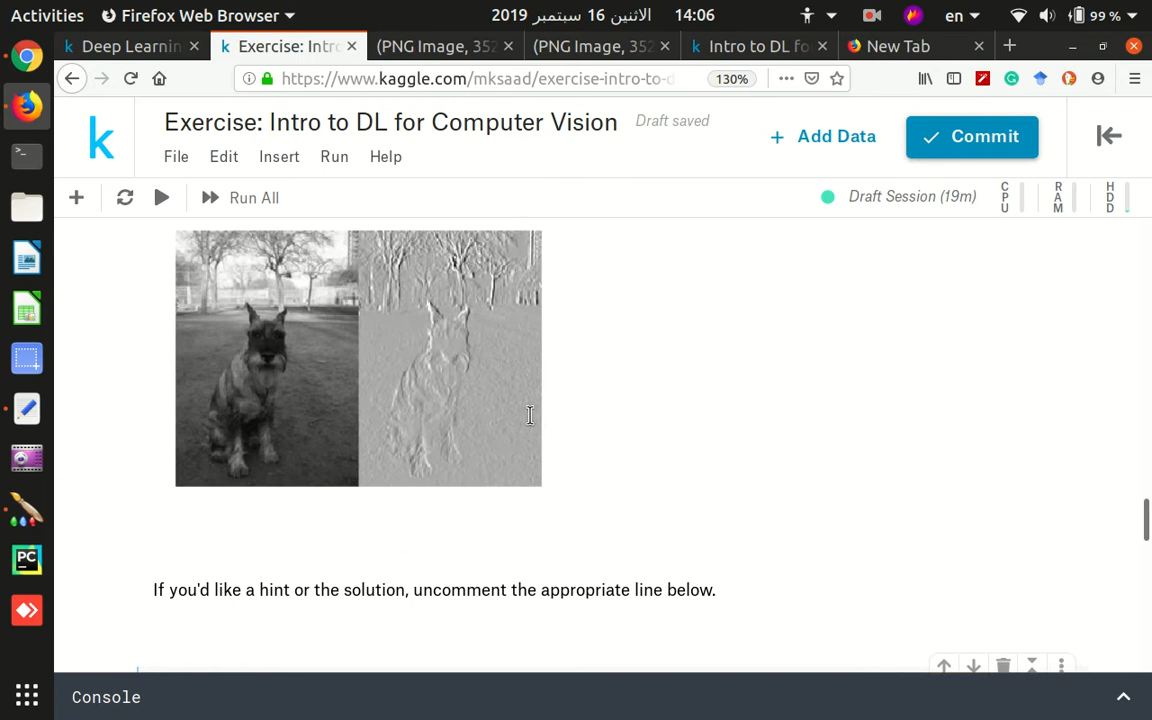 Activities Firefox Web Browser الاثنين 16 سبتمبر 2019 14:06 en 99 %
k Deep Learnin k Exercise: Intro (PNG Image, 352 (PNG Image, 352 k Intro to DL fo New Tab
https://www.kaggle.com/mksaad/exercise-intro-to-d 130%
k Exercise: Intro to DL for Computer Vision Draft saved + Add Data Commit
File Edit Insert Run Help
Run All Draft Session (19m) CPU RAM HDD
If you'd like a hint or the solution, uncomment the appropriate line below.
PC
Console